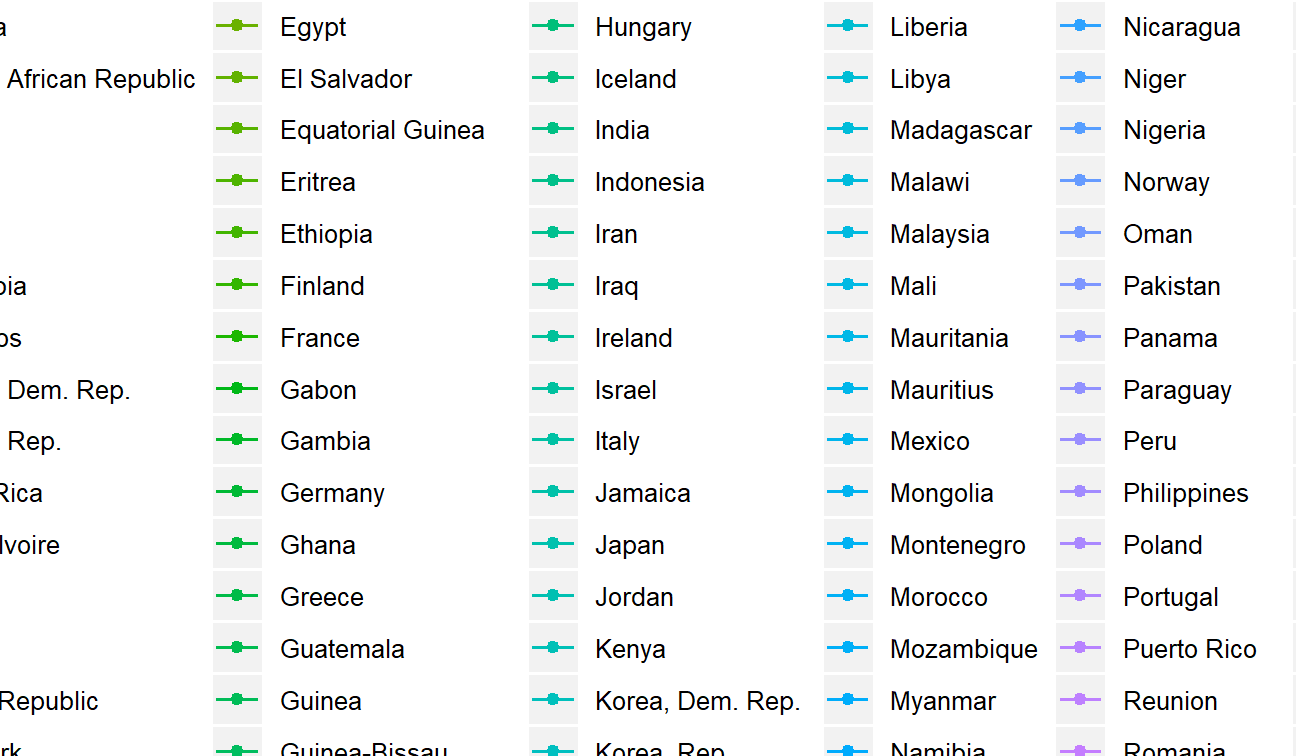 a
African Republic
bia
os
Dem. Rep.
Rep.
Rica
Ivoire
Republic
rk
Egypt
El Salvador
Equatorial Guinea
Eritrea
Ethiopia
Finland
France
Gabon
Gambia
Germany
Ghana
Greece
Guatemala
Guinea
Guinea-Bissau
Hungary
Iceland
India
Indonesia
Iran
Iraq
Ireland
Israel
Italy
Jamaica
Japan
Jordan
Kenya
Korea, Dem. Rep.
Korea, Rep.
Liberia
Libya
Madagascar
Malawi
Malaysia
Mali
Mauritania
Mauritius
Mexico
Mongolia
Montenegro
Morocco
Mozambique
Myanmar
Namibia
Nicaragua
Niger
Nigeria
Norway
Oman
Pakistan
Panama
Paraguay
Peru
Philippines
Poland
Portugal
Puerto Rico
Reunion
Romania